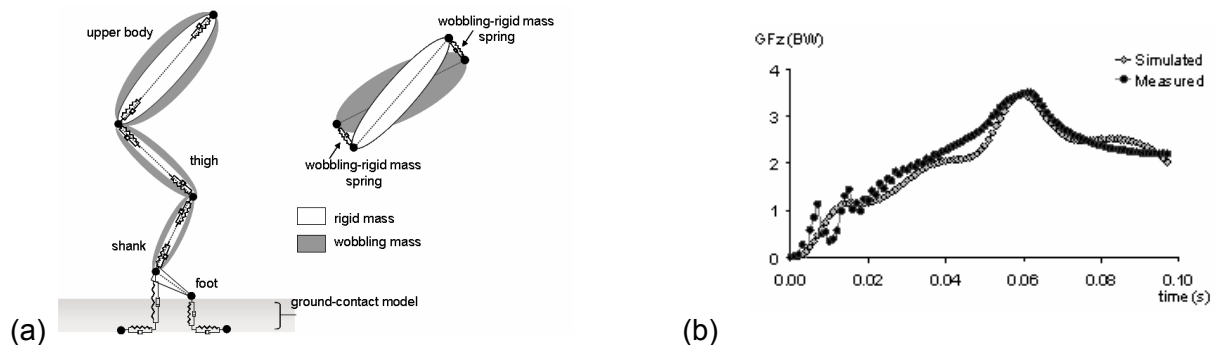 upper body
thigh
shank
foot
ground-contact model
wobbling-rigid mass
spring
wobbling-rigid mass
spring
rigid mass
wobbling mass
(a)
GFz (BW)
Simulated
Measured
4
3
2
1
0
0.00 0.02 0.04 0.06 0.08 0.10
time (s)
(b)